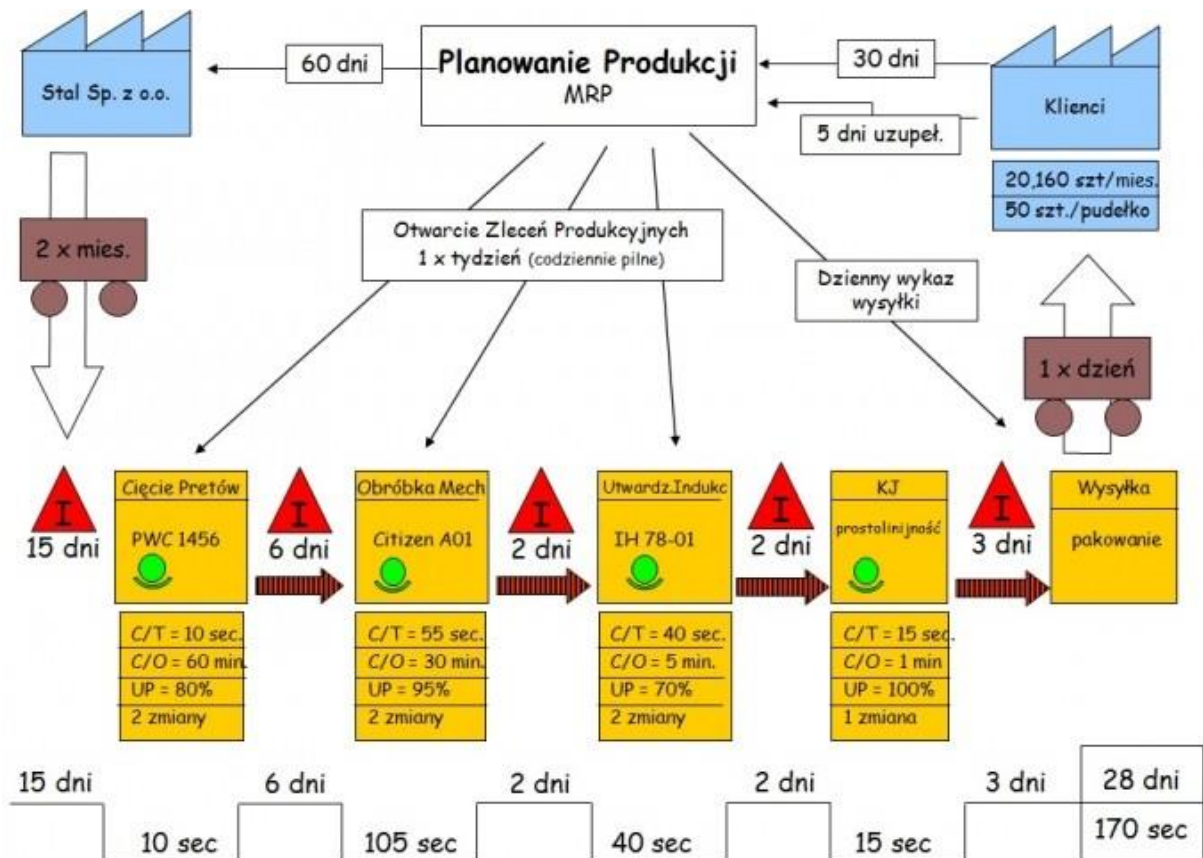 Stal Sp. z o.o.
60 dni
Planowanie Produkcji
MRP
30 dni
5 dni uzupeł.
Klienci
20,160 szt/mies.
50 szt./pudełko
2 x mies.
Otwarcie Zleceń Produkcyjnych
1 x tydzień (codziennie pilne)
Dzienny wykaz
wysyłki
1 x dzień
I
15 dni
Cięcie Pretów
PWC 1456
I
6 dni
Obróbka Mech
Citizen A01
I
2 dni
Utwardz.Indukc
IH 78-01
I
2 dni
KJ
prostolinijność
I
3 dni
Wysyłka
pakowanie
C/T = 10 sec.
C/O = 60 min.
UP = 80%
2 zmiany
C/T = 55 sec.
C/O = 30 min.
UP = 95%
2 zmiany
C/T = 40 sec.
C/O = 5 min.
UP = 70%
2 zmiany
C/T = 15 sec.
C/O = 1 min
UP = 100%
1 zmiana
15 dni
6 dni
2 dni
2 dni
3 dni
28 dni
10 sec
105 sec
40 sec
15 sec
170 sec